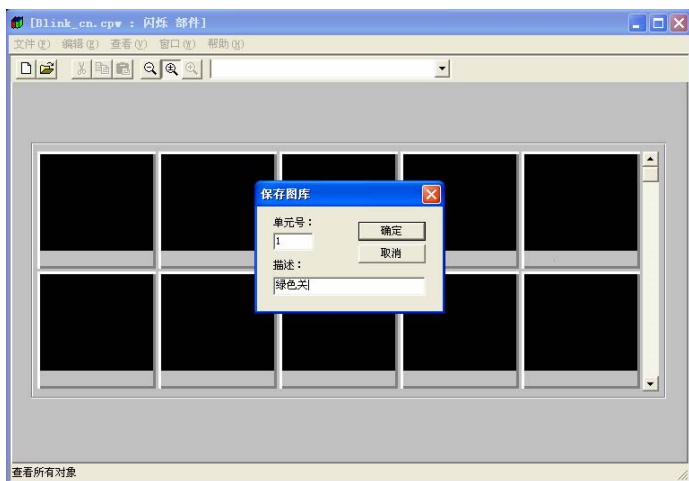 [Blink_cn.cpw : 闪烁 部件]
文件(F) 编辑(E) 查看(V) 窗口(W) 帮助(H)
保存图库
单元号：
1
确定
取消
描述：
绿色关
查看所有对象